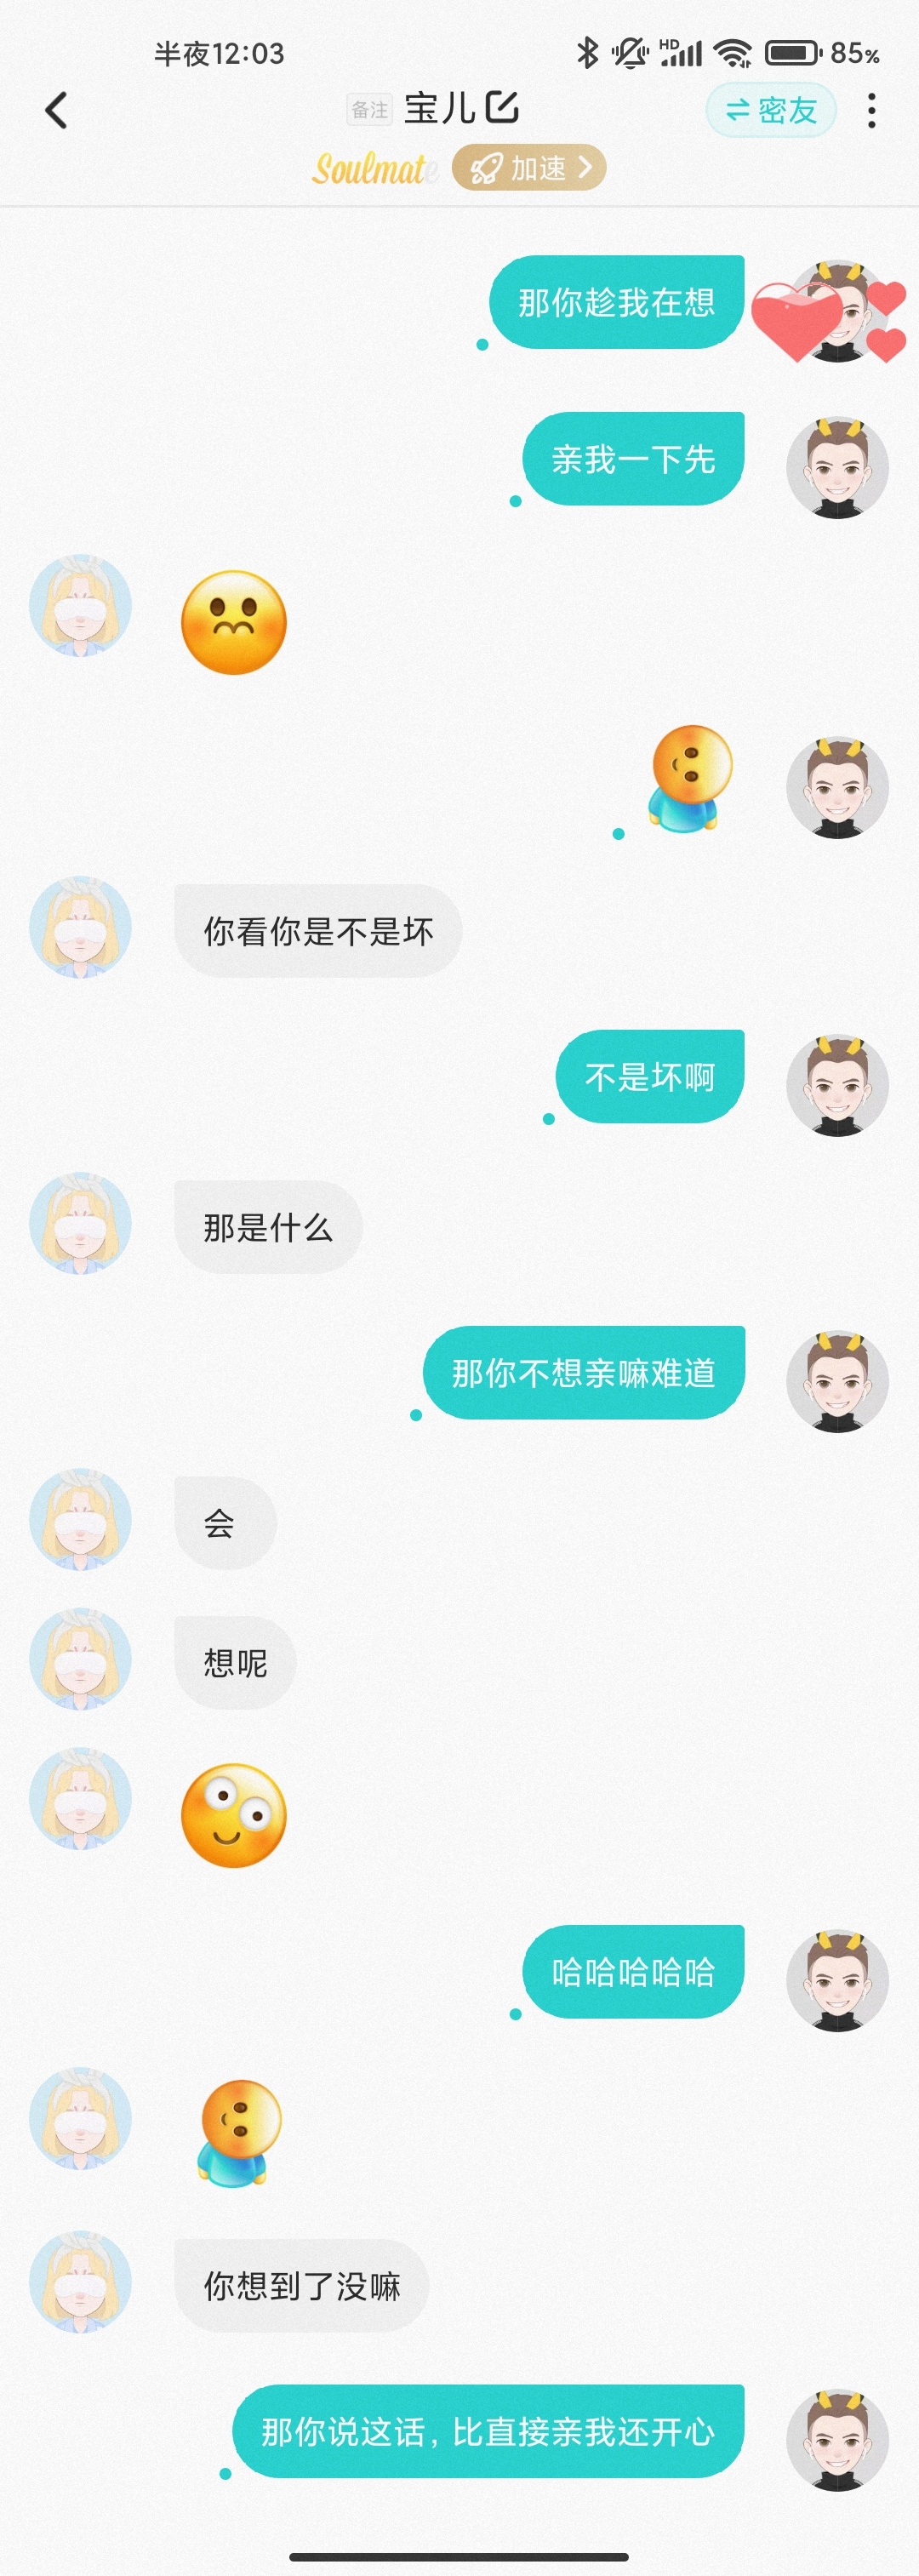 半夜12:03
HD
85%
备注 宝儿
密友
Soulmate
加速
那你趁我在想
亲我一下先
你看你是不是坏
不是坏啊
那是什么
那你不想亲嘛难道
会
想呢
哈哈哈哈哈
你想到了没嘛
那你说这话，比直接亲我还开心